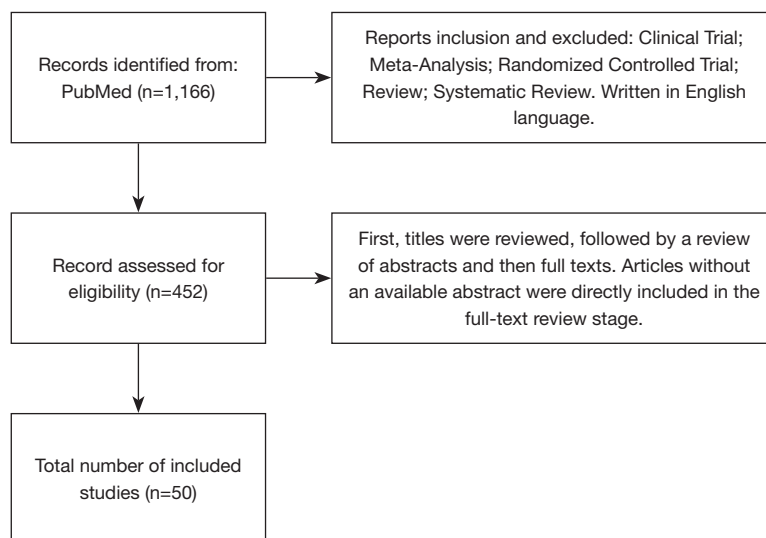 Records identified from:
PubMed (n=1,166)
Reports inclusion and excluded: Clinical Trial;
Meta-Analysis; Randomized Controlled Trial;
Review; Systematic Review. Written in English
language.
Record assessed for
eligibility (n=452)
First, titles were reviewed, followed by a review
of abstracts and then full texts. Articles without
an available abstract were directly included in the
full-text review stage.
Total number of included
studies (n=50)